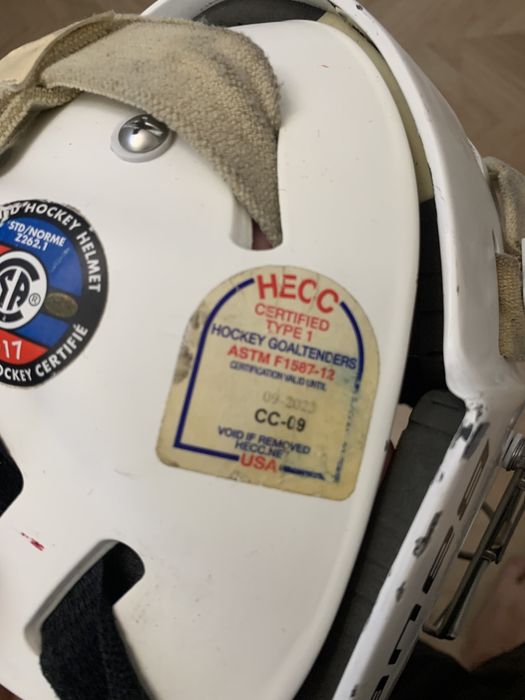 HOCKEY HELMET
STD/NORME
Z262.1
CSA
®
17
HOCKEY CERTIFIÉ
HECC
CERTIFIED
TYPE 1
HOCKEY GOALTENDERS
ASTM F1587-12
CERTIFICATION VALID UNTIL
09-2023
CC-09
VOID IF REMOVED
HECC.NET
USA